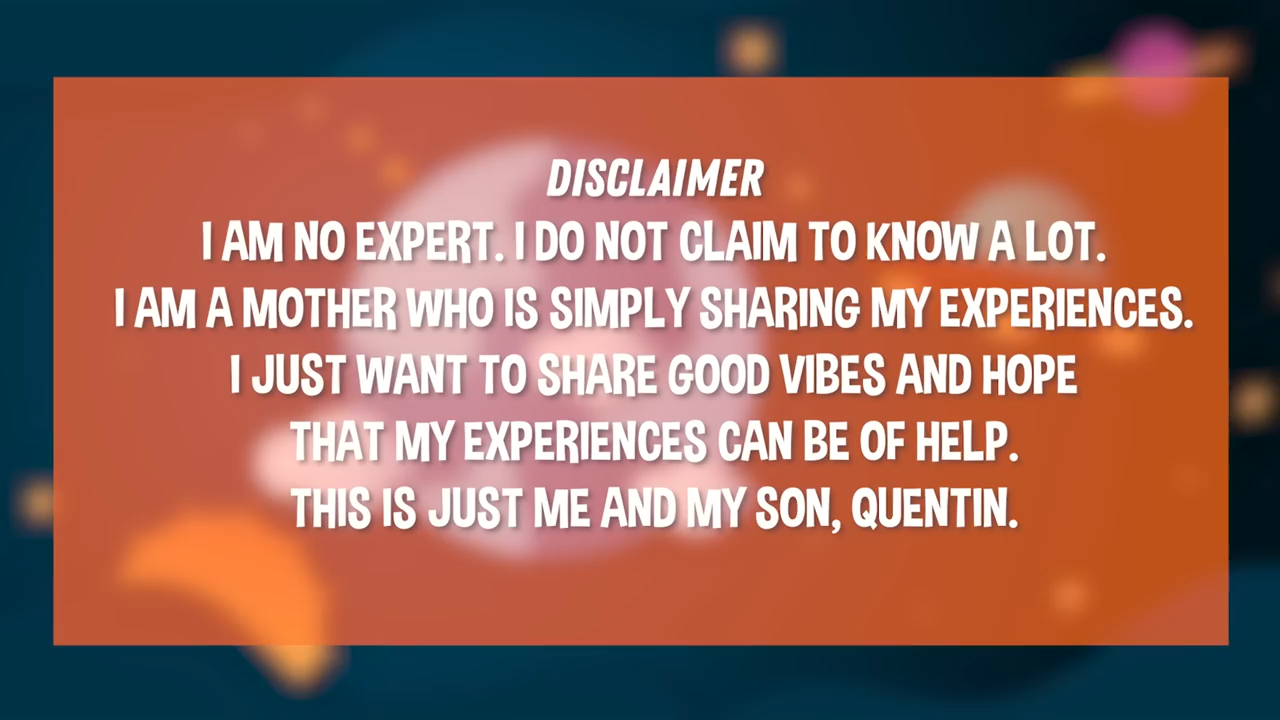 DISCLAIMER
I AM NO EXPERT. I DO NOT CLAIM TO KNOW A LOT.
I AM A MOTHER WHO IS SIMPLY SHARING MY EXPERIENCES.
I JUST WANT TO SHARE GOOD VIBES AND HOPE
THAT MY EXPERIENCES CAN BE OF HELP.
THIS IS JUST ME AND MY SON, QUENTIN.